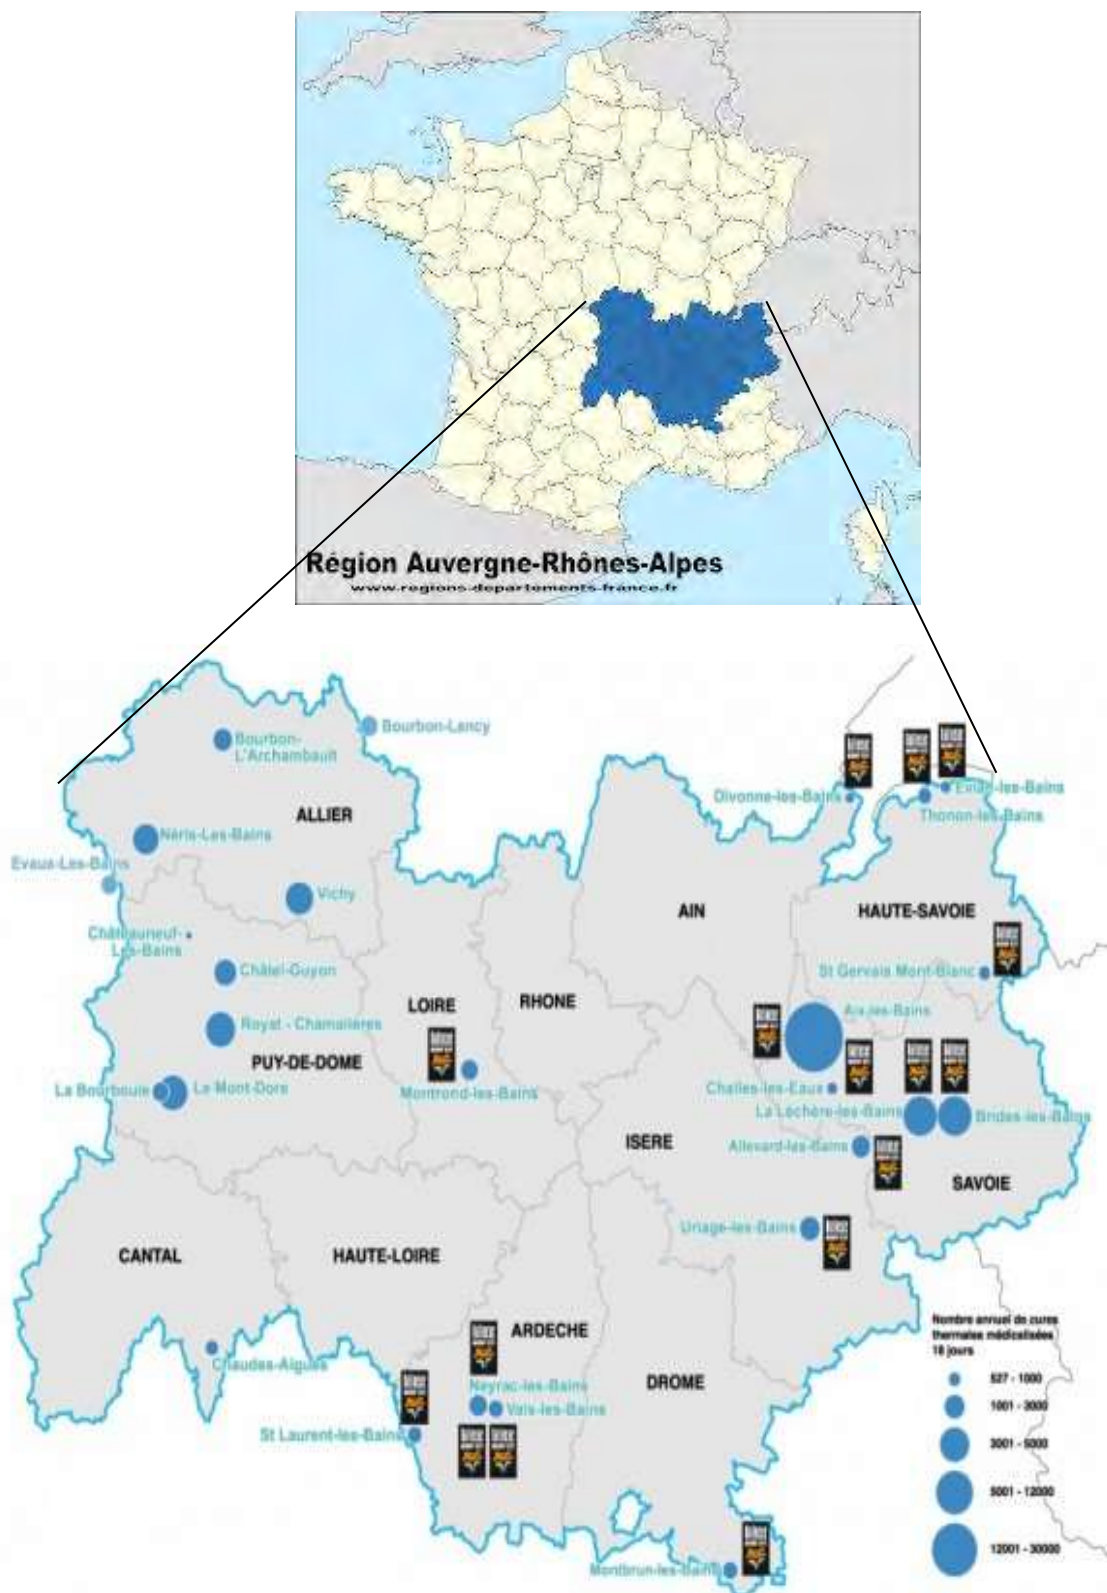 Région Auvergne-Rhônes-Alpes
www.regions-departements-france.fr
Bourbon-Lancy
Bourbon-
L'Archambault
Divonne-les-Bains
Evian-les-Bains
Thonon-les-Bains
ALLIER
Néris-Les-Bains
Evaux-Les-Bains
Vichy
AIN
HAUTE-SAVOIE
Châteauneuf-
Les-Bains
Châtel-Guyon
St Gervais Mont-Blanc
LOIRE
RHONE
Aix-les-Bains
Royat - Chamalières
PUY-DE-DOME
La Bourboule
Le Mont-Dore
Montrond-les-Bains
Challes-les-Eaux
La Léchère-les-Bains
Brides-les-Bains
ISERE
Allevard-les-Bains
SAVOIE
Uriage-les-Bains
CANTAL
HAUTE-LOIRE
ARDECHE
Chaudes-Aigues
DROME
Neyrac-les-Bains
Vals-les-Bains
St Laurent-les-Bains
Montbrun-les-Bains
Nombre annuel de cures
thermales médicalisées
18 jours
527 - 1000
1001 - 3000
3001 - 5000
5001 - 12000
12001 - 30000